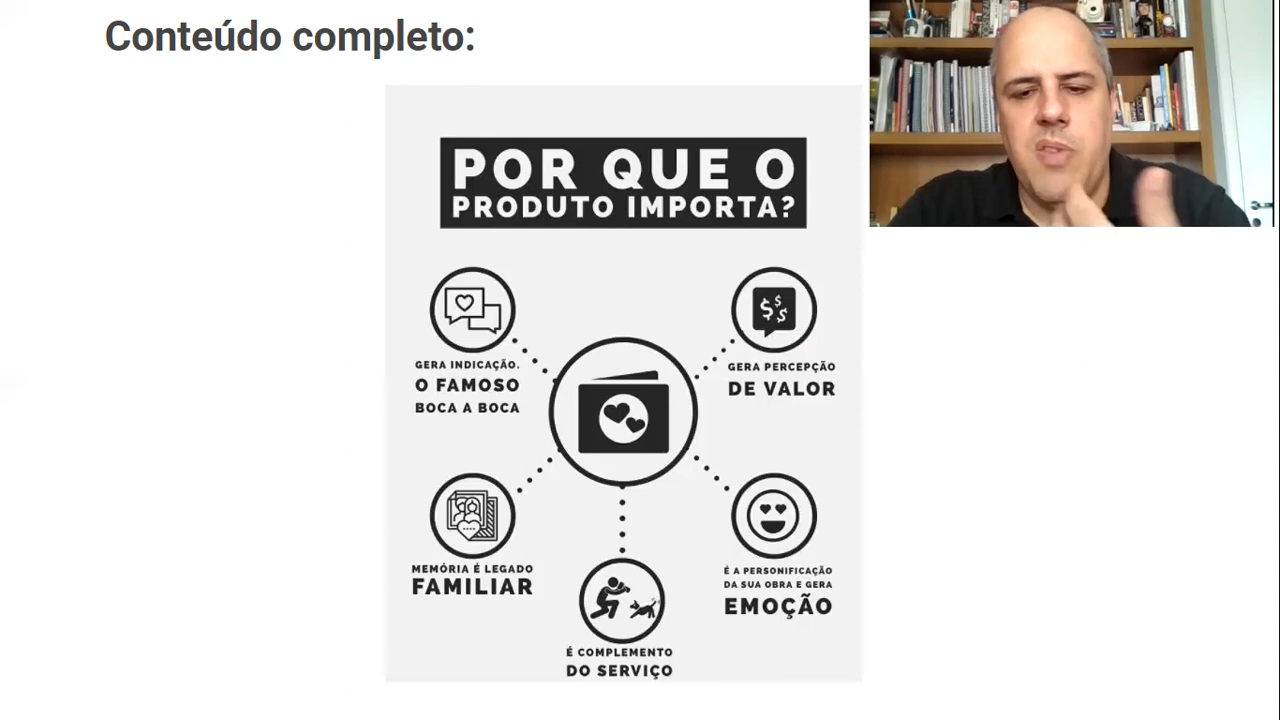 Conteúdo completo:
POR QUE O
PRODUTO IMPORTA?
GERA INDICAÇÃO.
O FAMOSO
BOCA A BOCA
GERA PERCEPÇÃO
DE VALOR
MEMÓRIA É LEGADO
FAMILIAR
É A PERSONIFICAÇÃO
DA SUA OBRA E GERA
EMOÇÃO
É COMPLEMENTO
DO SERVIÇO